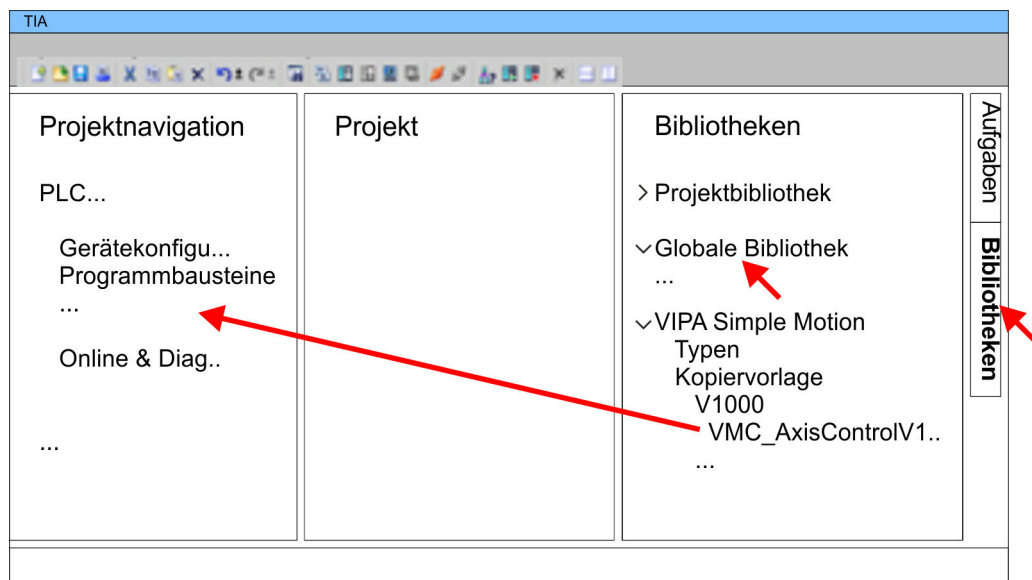 TIA
Projektnavigation
PLC...
Gerätekonfigu...
Programmbausteine
...
Online & Diag..
...
Projekt
Bibliotheken
Projektbibliothek
Globale Bibliothek
...
VIPA Simple Motion
Typen
Kopiervorlage
V1000
VMC_AxisControlV1..
...
Aufgaben
Bibliotheken